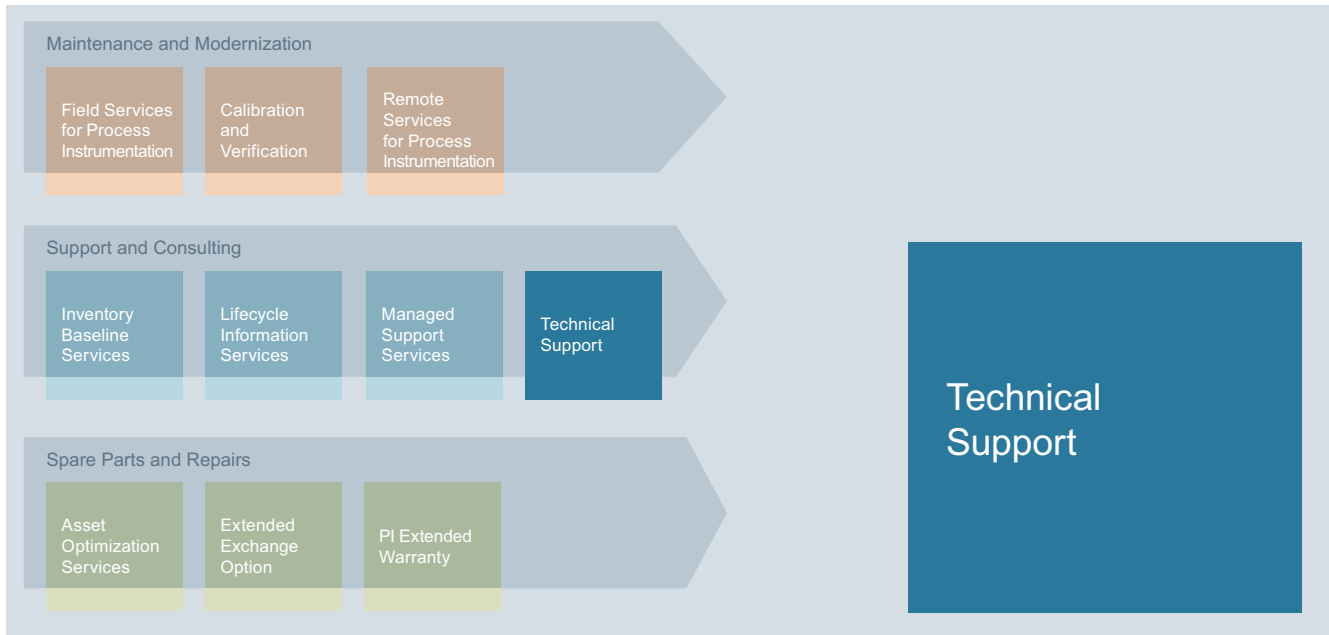 Maintenance and Modernization
Field Services
for Process
Instrumentation
Calibration
and
Verification
Remote
Services
for Process
Instrumentation
Support and Consulting
Inventory
Baseline
Services
Lifecycle
Information
Services
Managed
Support
Services
Technical
Support
Technical
Support
Spare Parts and Repairs
Asset
Optimization
Services
Extended
Exchange
Option
PI Extended
Warranty